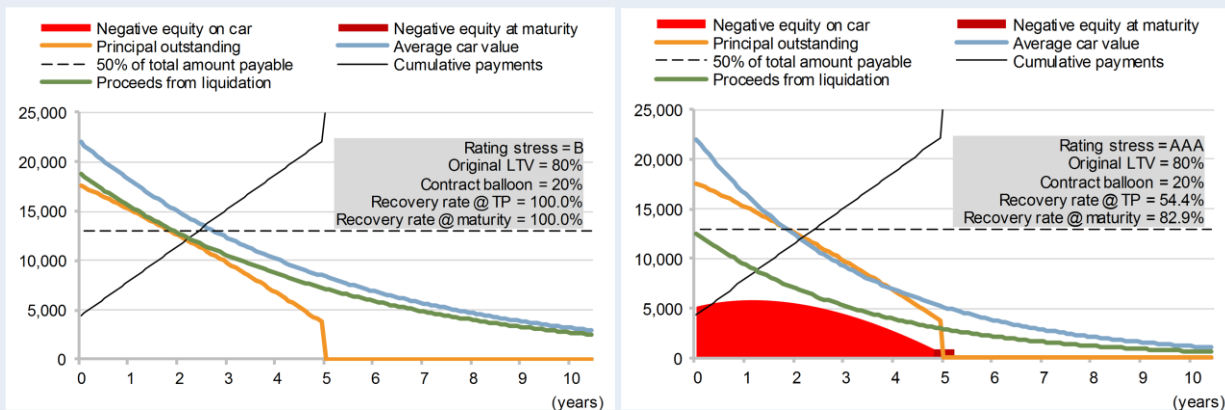 Negative equity on car Negative equity at maturity
Principal outstanding Average car value
50% of total amount payable Cumulative payments
Proceeds from liquidation
25,000
20,000
15,000
10,000
5,000
0
Rating stress = B
Original LTV = 80%
Contract balloon = 20%
Recovery rate @ TP = 100.0%
Recovery rate @ maturity = 100.0%
0 1 2 3 4 5 6 7 8 9 10
(years)
Negative equity on car Negative equity at maturity
Principal outstanding Average car value
50% of total amount payable Cumulative payments
Proceeds from liquidation
25,000
20,000
15,000
10,000
5,000
0
Rating stress = AAA
Original LTV = 80%
Contract balloon = 20%
Recovery rate @ TP = 54.4%
Recovery rate @ maturity = 82.9%
0 1 2 3 4 5 6 7 8 9 10
(years)